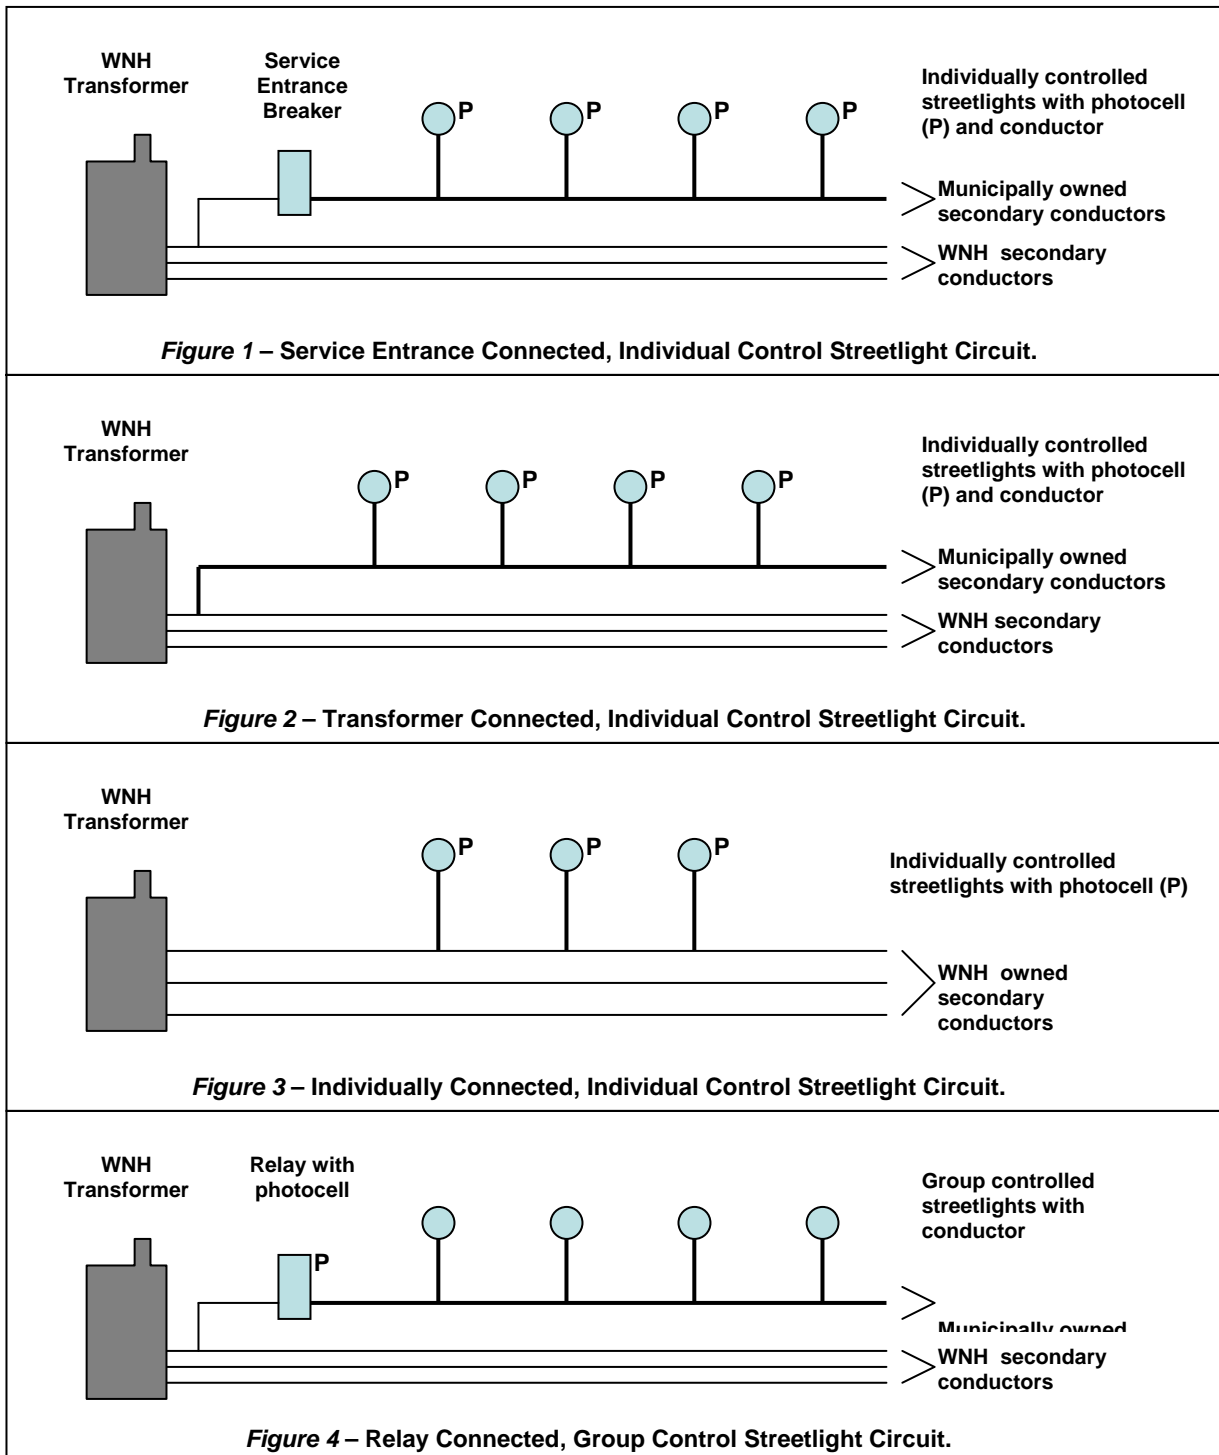 WNH
Transformer
Service
Entrance
Breaker
P
P
P
P
Individually controlled
streetlights with photocell
(P) and conductor
Municipally owned
secondary conductors
WNH secondary
conductors
Figure 1 – Service Entrance Connected, Individual Control Streetlight Circuit.
WNH
Transformer
P
P
P
P
Individually controlled
streetlights with photocell
(P) and conductor
Municipally owned
secondary conductors
WNH secondary
conductors
Figure 2 – Transformer Connected, Individual Control Streetlight Circuit.
WNH
Transformer
P
P
P
Individually controlled
streetlights with photocell (P)
WNH owned
secondary
conductors
Figure 3 – Individually Connected, Individual Control Streetlight Circuit.
WNH
Transformer
Relay with
photocell
P
Group controlled
streetlights with
conductor
Municipally owned
WNH secondary
conductors
Figure 4 – Relay Connected, Group Control Streetlight Circuit.